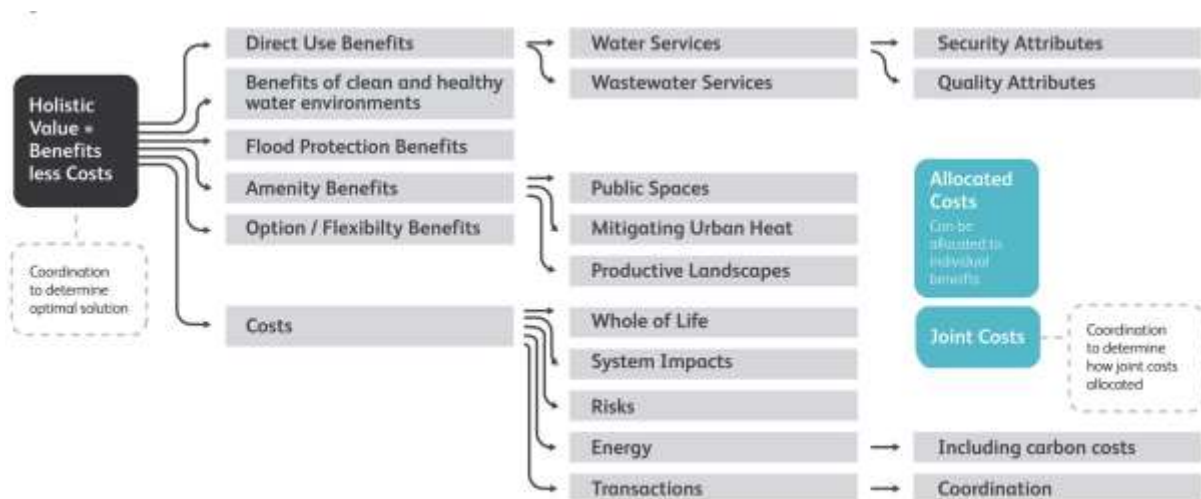 Holistic
Value =
Benefits
less Costs
Coordination
to determine
optimal solution
Direct Use Benefits
Benefits of clean and healthy
water environments
Flood Protection Benefits
Amenity Benefits
Option / Flexibilty Benefits
Costs
Water Services
Wastewater Services
Public Spaces
Mitigating Urban Heat
Productive Landscapes
Whole of Life
System Impacts
Risks
Energy
Transactions
Security Attributes
Quality Attributes
Allocated
Costs
Can be
allocated to
individual
benefits
Joint Costs
Coordination
to determine
how joint costs
allocated
Including carbon costs
Coordination